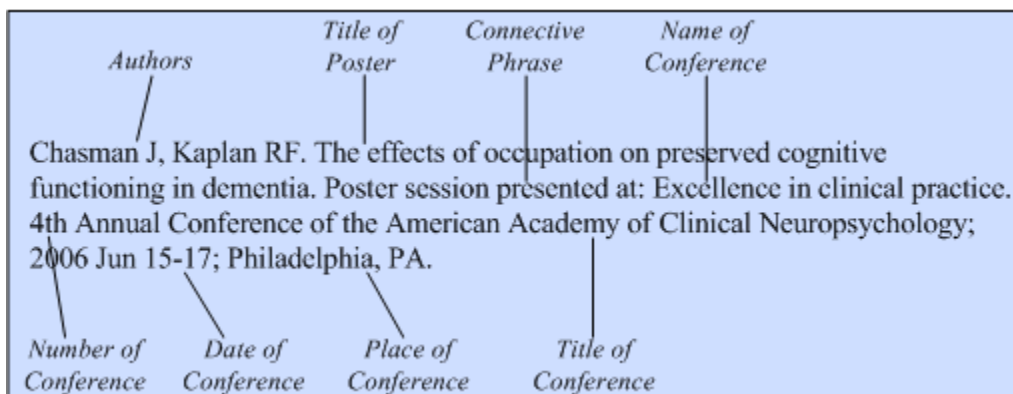 Title of Connective Name of
Authors Poster Phrase Conference
Chasman J, Kaplan RF. The effects of occupation on preserved cognitive
functioning in dementia. Poster session presented at: Excellence in clinical practice.
4th Annual Conference of the American Academy of Clinical Neuropsychology;
2006 Jun 15-17; Philadelphia, PA.
Number of Date of Place of Title of
Conference Conference Conference Conference